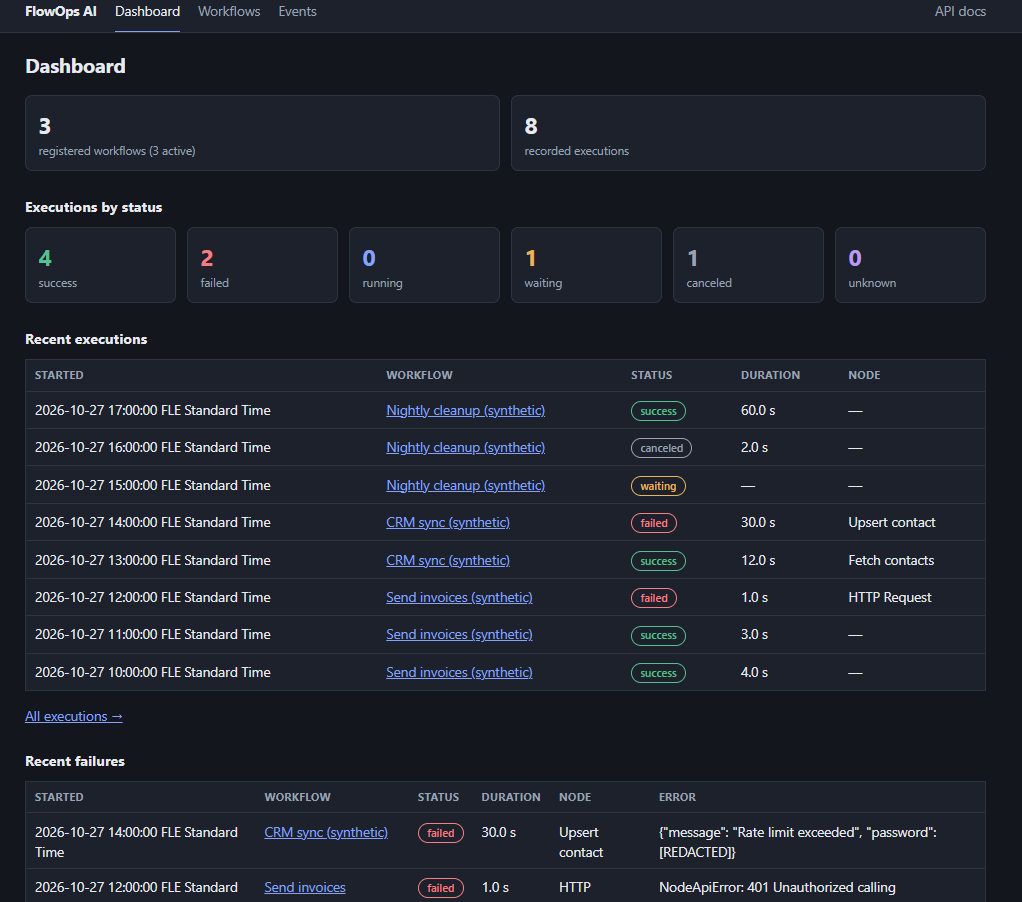 FlowOps AI Dashboard Workflows Events API docs
Dashboard
3 8
registered workflows (3 active) recorded executions
Executions by status
4 2 0 1 1 0
success failed running waiting canceled unknown
Recent executions
STARTED WORKFLOW STATUS DURATION NODE
2026-10-27 17:00:00 FLE Standard Time Nightly cleanup (synthetic) success 60.0 s —
2026-10-27 16:00:00 FLE Standard Time Nightly cleanup (synthetic) canceled 2.0 s —
2026-10-27 15:00:00 FLE Standard Time Nightly cleanup (synthetic) waiting — —
2026-10-27 14:00:00 FLE Standard Time CRM sync (synthetic) failed 30.0 s Upsert contact
2026-10-27 13:00:00 FLE Standard Time CRM sync (synthetic) success 12.0 s Fetch contacts
2026-10-27 12:00:00 FLE Standard Time Send invoices (synthetic) failed 1.0 s HTTP Request
2026-10-27 11:00:00 FLE Standard Time Send invoices (synthetic) success 3.0 s —
2026-10-27 10:00:00 FLE Standard Time Send invoices (synthetic) success 4.0 s —
All executions →
Recent failures
STARTED WORKFLOW STATUS DURATION NODE ERROR
2026-10-27 14:00:00 FLE Standard CRM sync (synthetic) failed 30.0 s Upsert {"message": "Rate limit exceeded", "password":
Time contact [REDACTED]}
2026-10-27 12:00:00 FLE Standard Send invoices failed 1.0 s HTTP NodeApiError: 401 Unauthorized calling